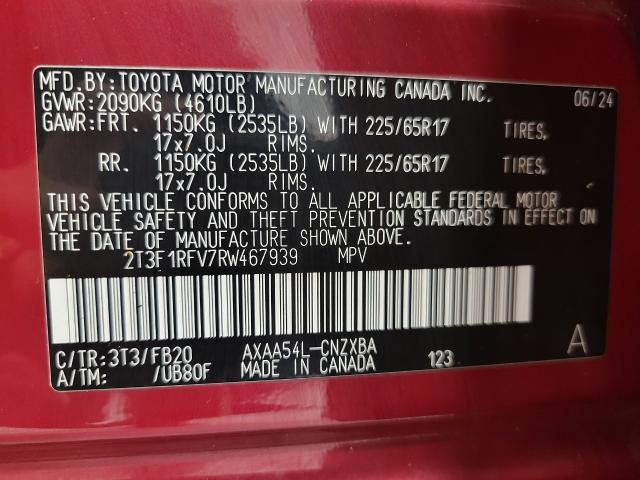 MFD.BY:TOYOTA MOTOR MANUFACTURING CANADA INC. 06/24
GVWR:2090KG (4610LB)
GAWR:FRT. 1150KG (2535LB) WITH 225/65R17 TIRES,
17x7.0J RIMS.
RR. 1150KG (2535LB) WITH 225/65R17 TIRES,
17x7.0J RIMS.
THIS VEHICLE CONFORMS TO ALL APPLICABLE FEDERAL MOTOR
VEHICLE SAFETY AND THEFT PREVENTION STANDARDS IN EFFECT ON
THE DATE OF MANUFACTURE SHOWN ABOVE.
2T3F1RFV7RW467939 MPV
C/TR:3T3/FB20 AXAA54L-CNZXBA A
A/TM: /UB80F MADE IN CANADA 123